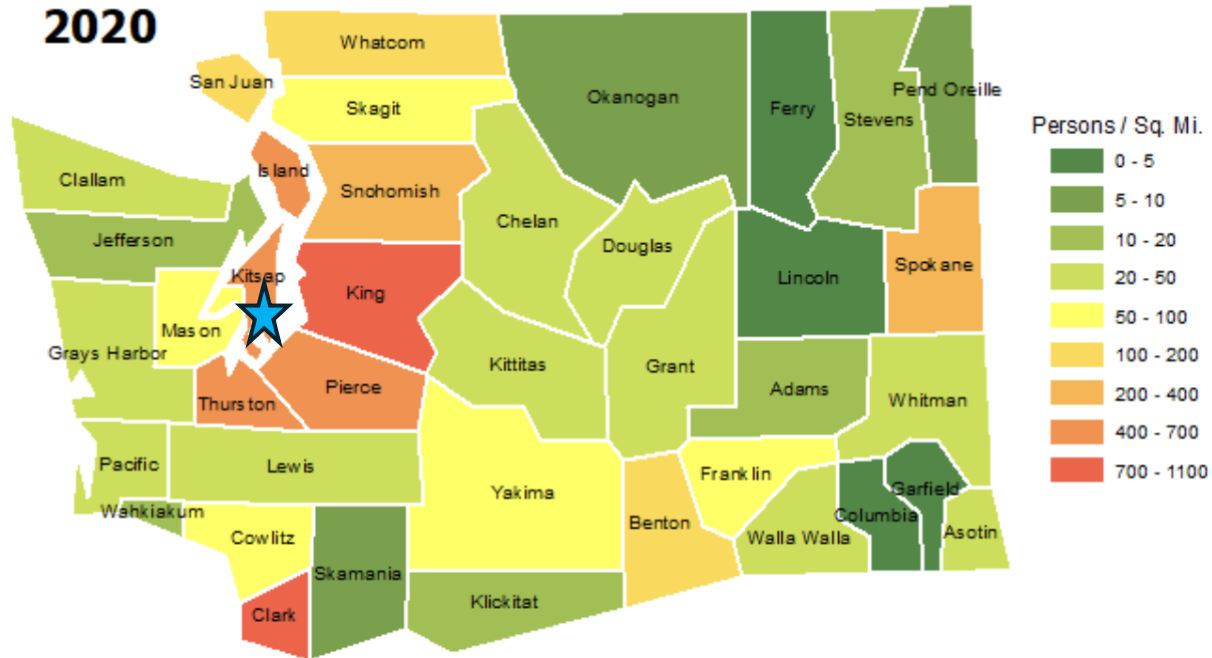 2020
Whatcom
San Juan
Skagit
Okanogan
Ferry
Stevens
Pend Oreille
Persons / Sq. Mi.
0 - 5
5 - 10
10 - 20
20 - 50
50 - 100
100 - 200
200 - 400
400 - 700
700 - 1100
Island
Clallam
Snohomish
Chelan
Jefferson
Douglas
Kitsap
King
Lincoln
Spokane
Mason
Grays Harbor
Kittitas
Grant
Thurston
Pierce
Adams
Whitman
Pacific
Lewis
Yakima
Franklin
Garfield
Wahkiakum
Columbia
Cowlitz
Benton
Walla Walla
Asotin
Skamania
Clark
Klickitat